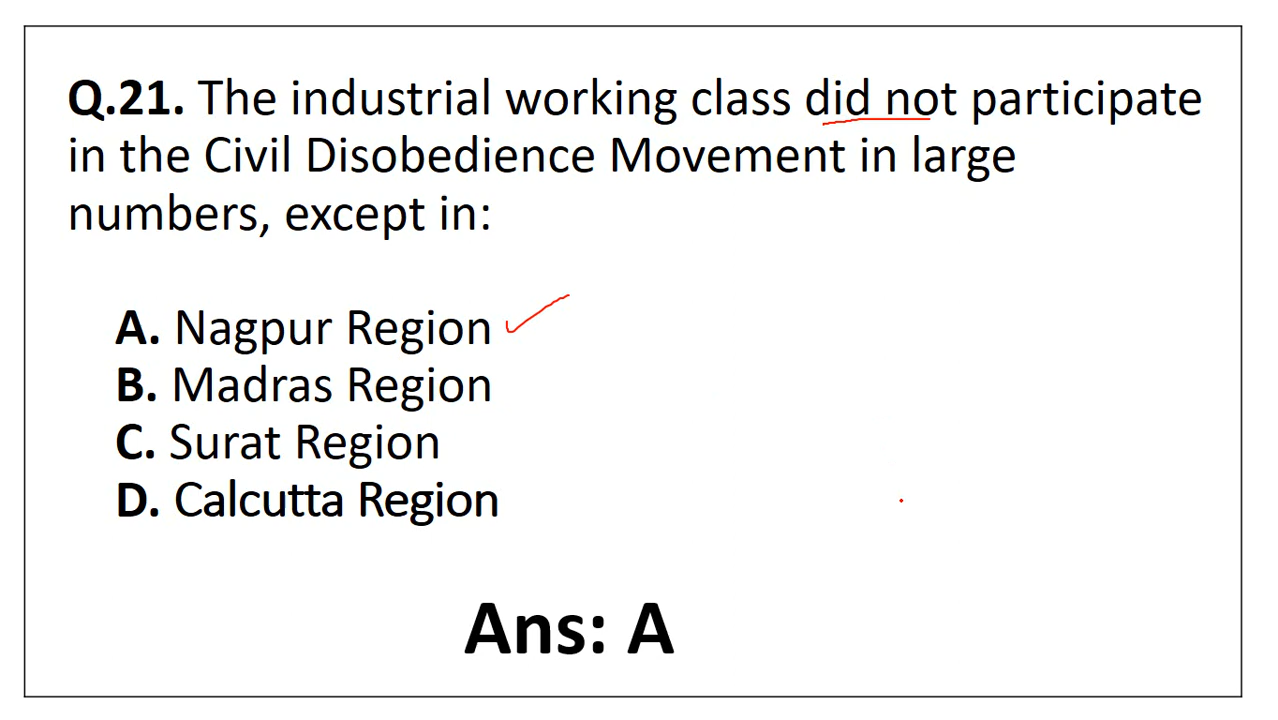 Q.21. The industrial working class did not participate
in the Civil Disobedience Movement in large
numbers, except in:
A. Nagpur Region
B. Madras Region
C. Surat Region
D. Calcutta Region
Ans: A